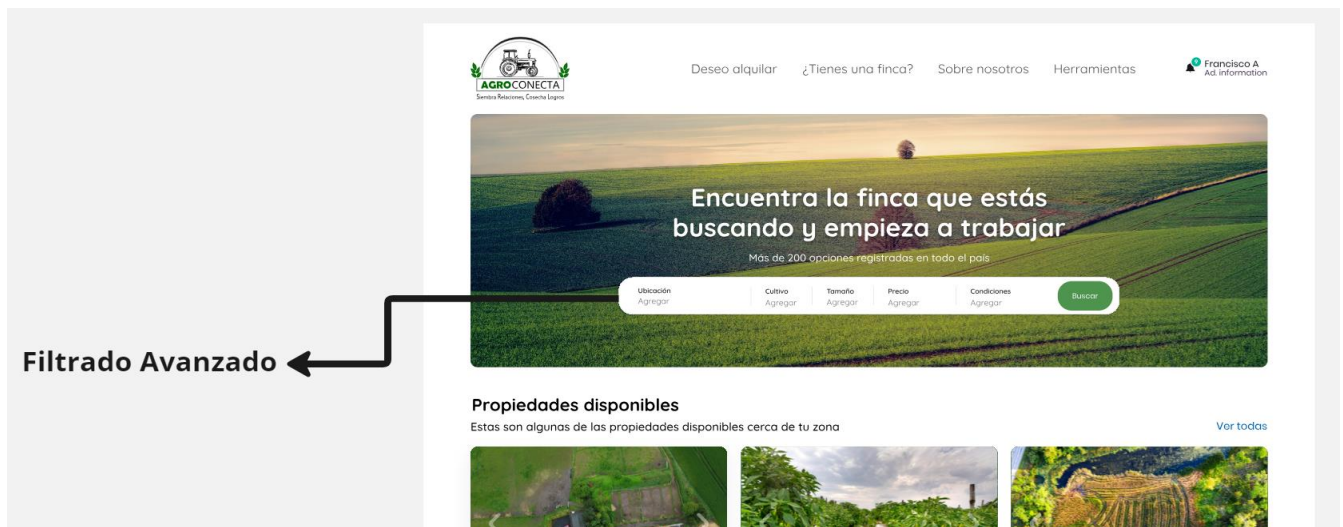 AGROCONECTA
Siembra Relaciones, Cosecha Logros
Deseo alquilar ¿Tienes una finca? Sobre nosotros Herramientas
Francisco A
Ad. information
Encuentra la finca que estás
buscando y empieza a trabajar
Más de 200 opciones registradas en todo el país
Ubicación Cultivo Tamaño Precio Condiciones
Agregar Agregar Agregar Agregar Agregar
Buscar
Filtrado Avanzado
Propiedades disponibles
Estas son algunas de las propiedades disponibles cerca de tu zona
Ver todas